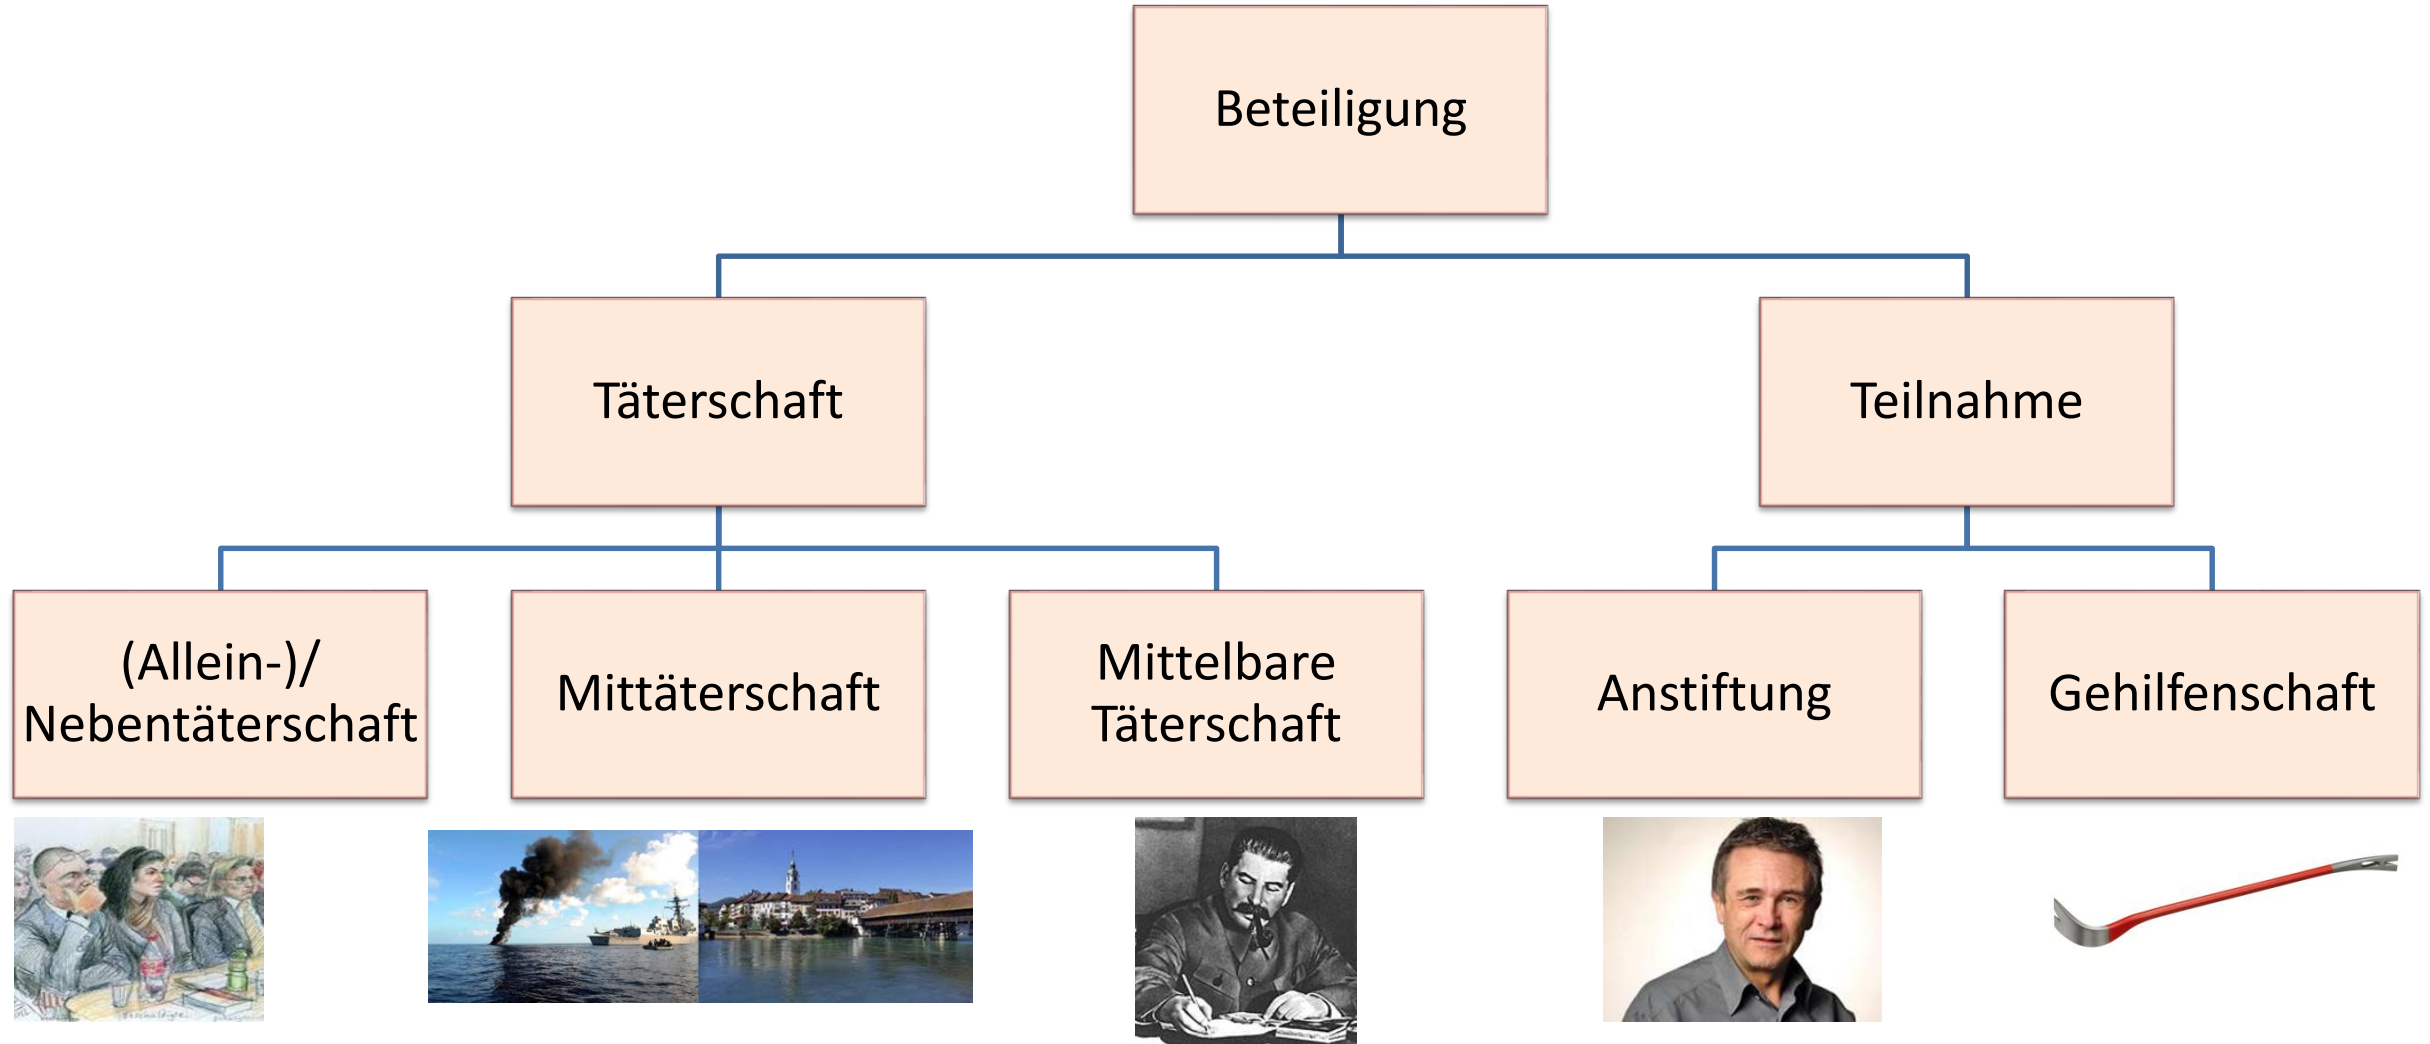 Beteiligung
Täterschaft
Teilnahme
(Allein-)/
Nebentäterschaft
Mittäterschaft
Mittelbare
Täterschaft
Anstiftung
Gehilfenschaft